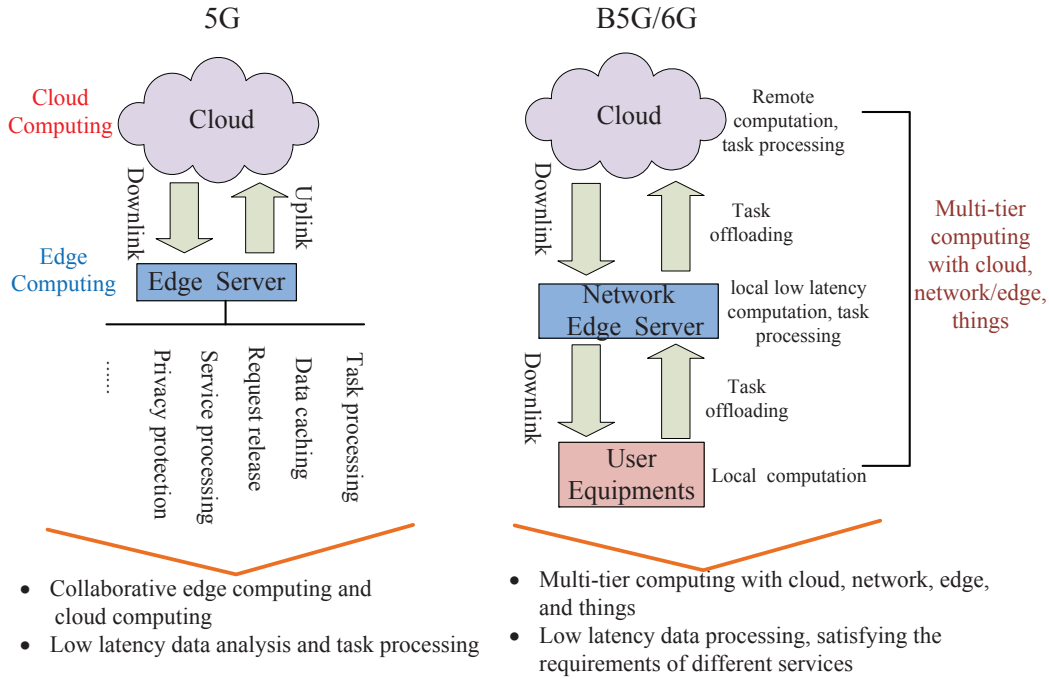 5G
Cloud
Computing
Cloud
Downlink
Uplink
Edge
Computing
Edge Server
......
Privacy protection
Service processing
Request release
Data caching
Task processing
• Collaborative edge computing and
cloud computing
• Low latency data analysis and task processing
B5G/6G
Cloud
Remote
computation,
task processing
Downlink
Task
offloading
Network
Edge Server
local low latency
computation, task
processing
Downlink
Task
offloading
User
Equipments
Local computation
Multi-tier
computing
with cloud,
network/edge,
things
• Multi-tier computing with cloud, network, edge,
and things
• Low latency data processing, satisfying the
requirements of different services